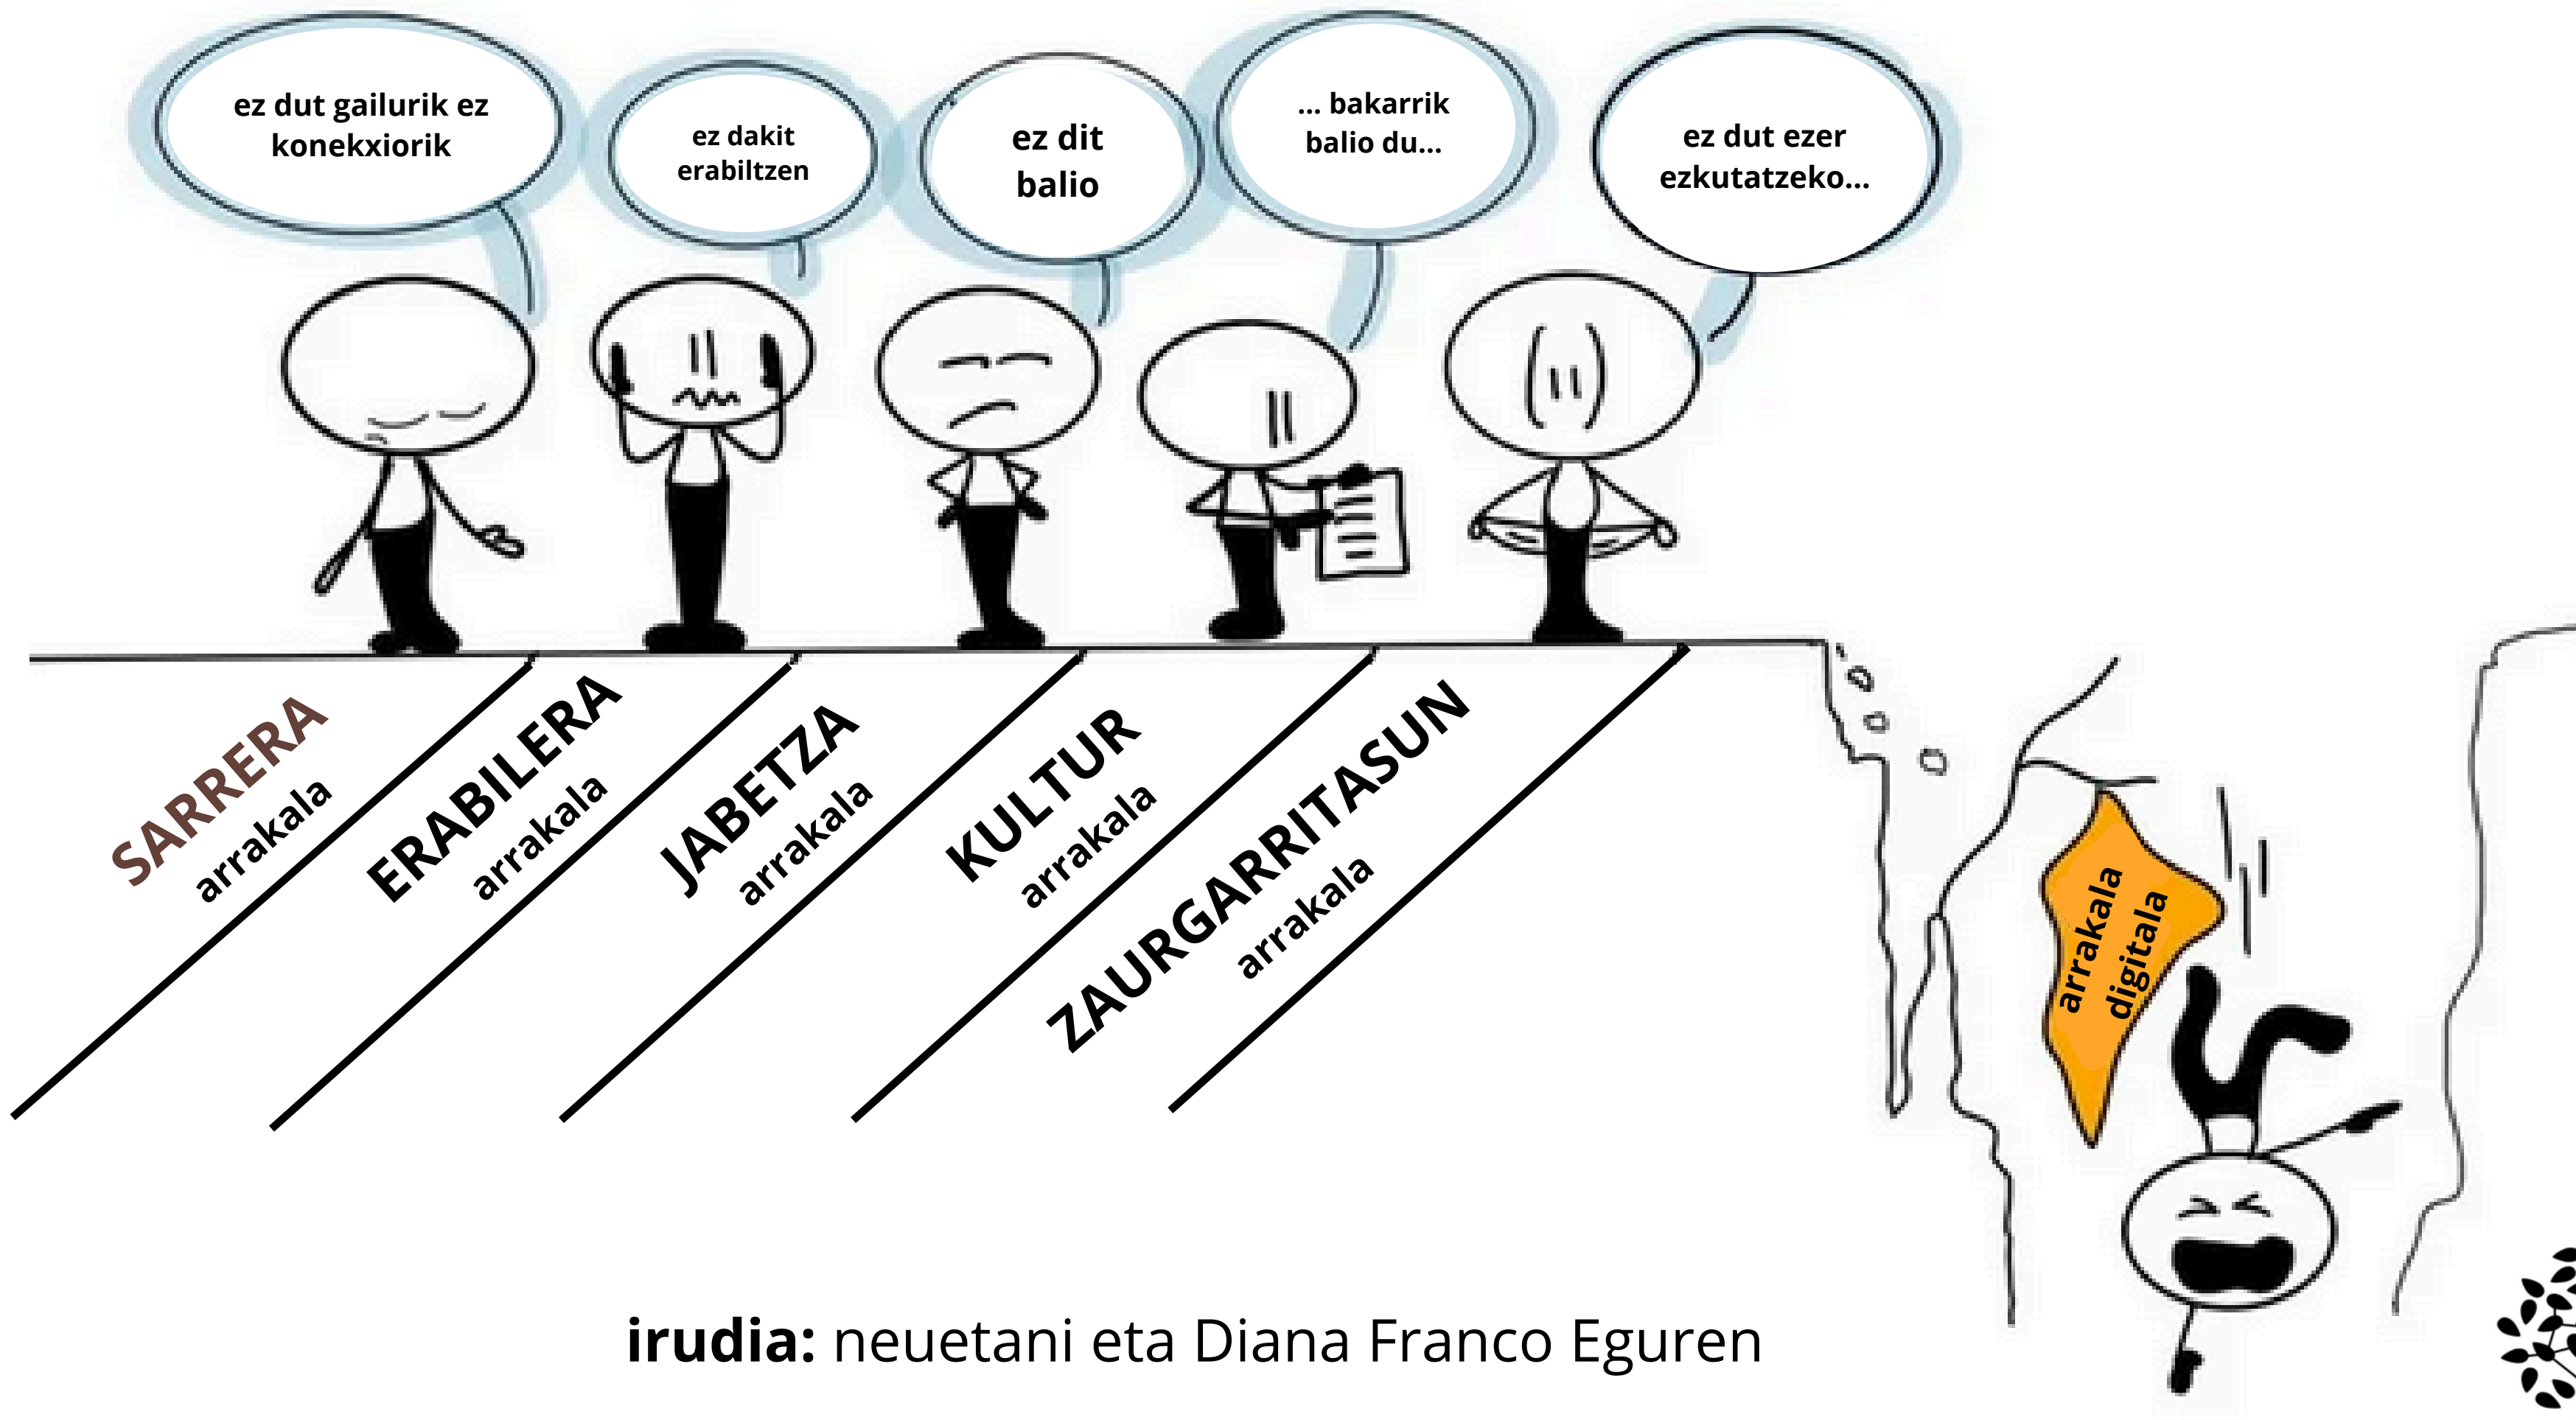 ez dut gailurik ez
konekxiorik
ez dakit
erabiltzen
ez dit
balio
... bakarrik
balio du...
ez dut ezer
ezkutatzeko...
SARRERA
arrakala
ERABILERA
arrakala
JABETZA
arrakala
KULTUR
arrakala
ZAURGARRITASUN
arrakala
arrakala
digitala
irudia: neuetani eta Diana Franco Eguren